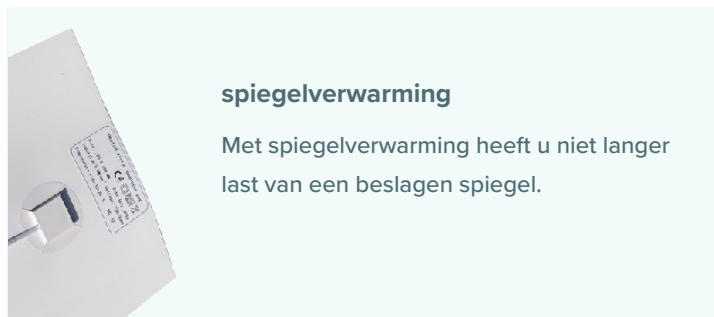 spiegelverwarming
Met spiegelverwarming heeft u niet langer
last van een beslagen spiegel.